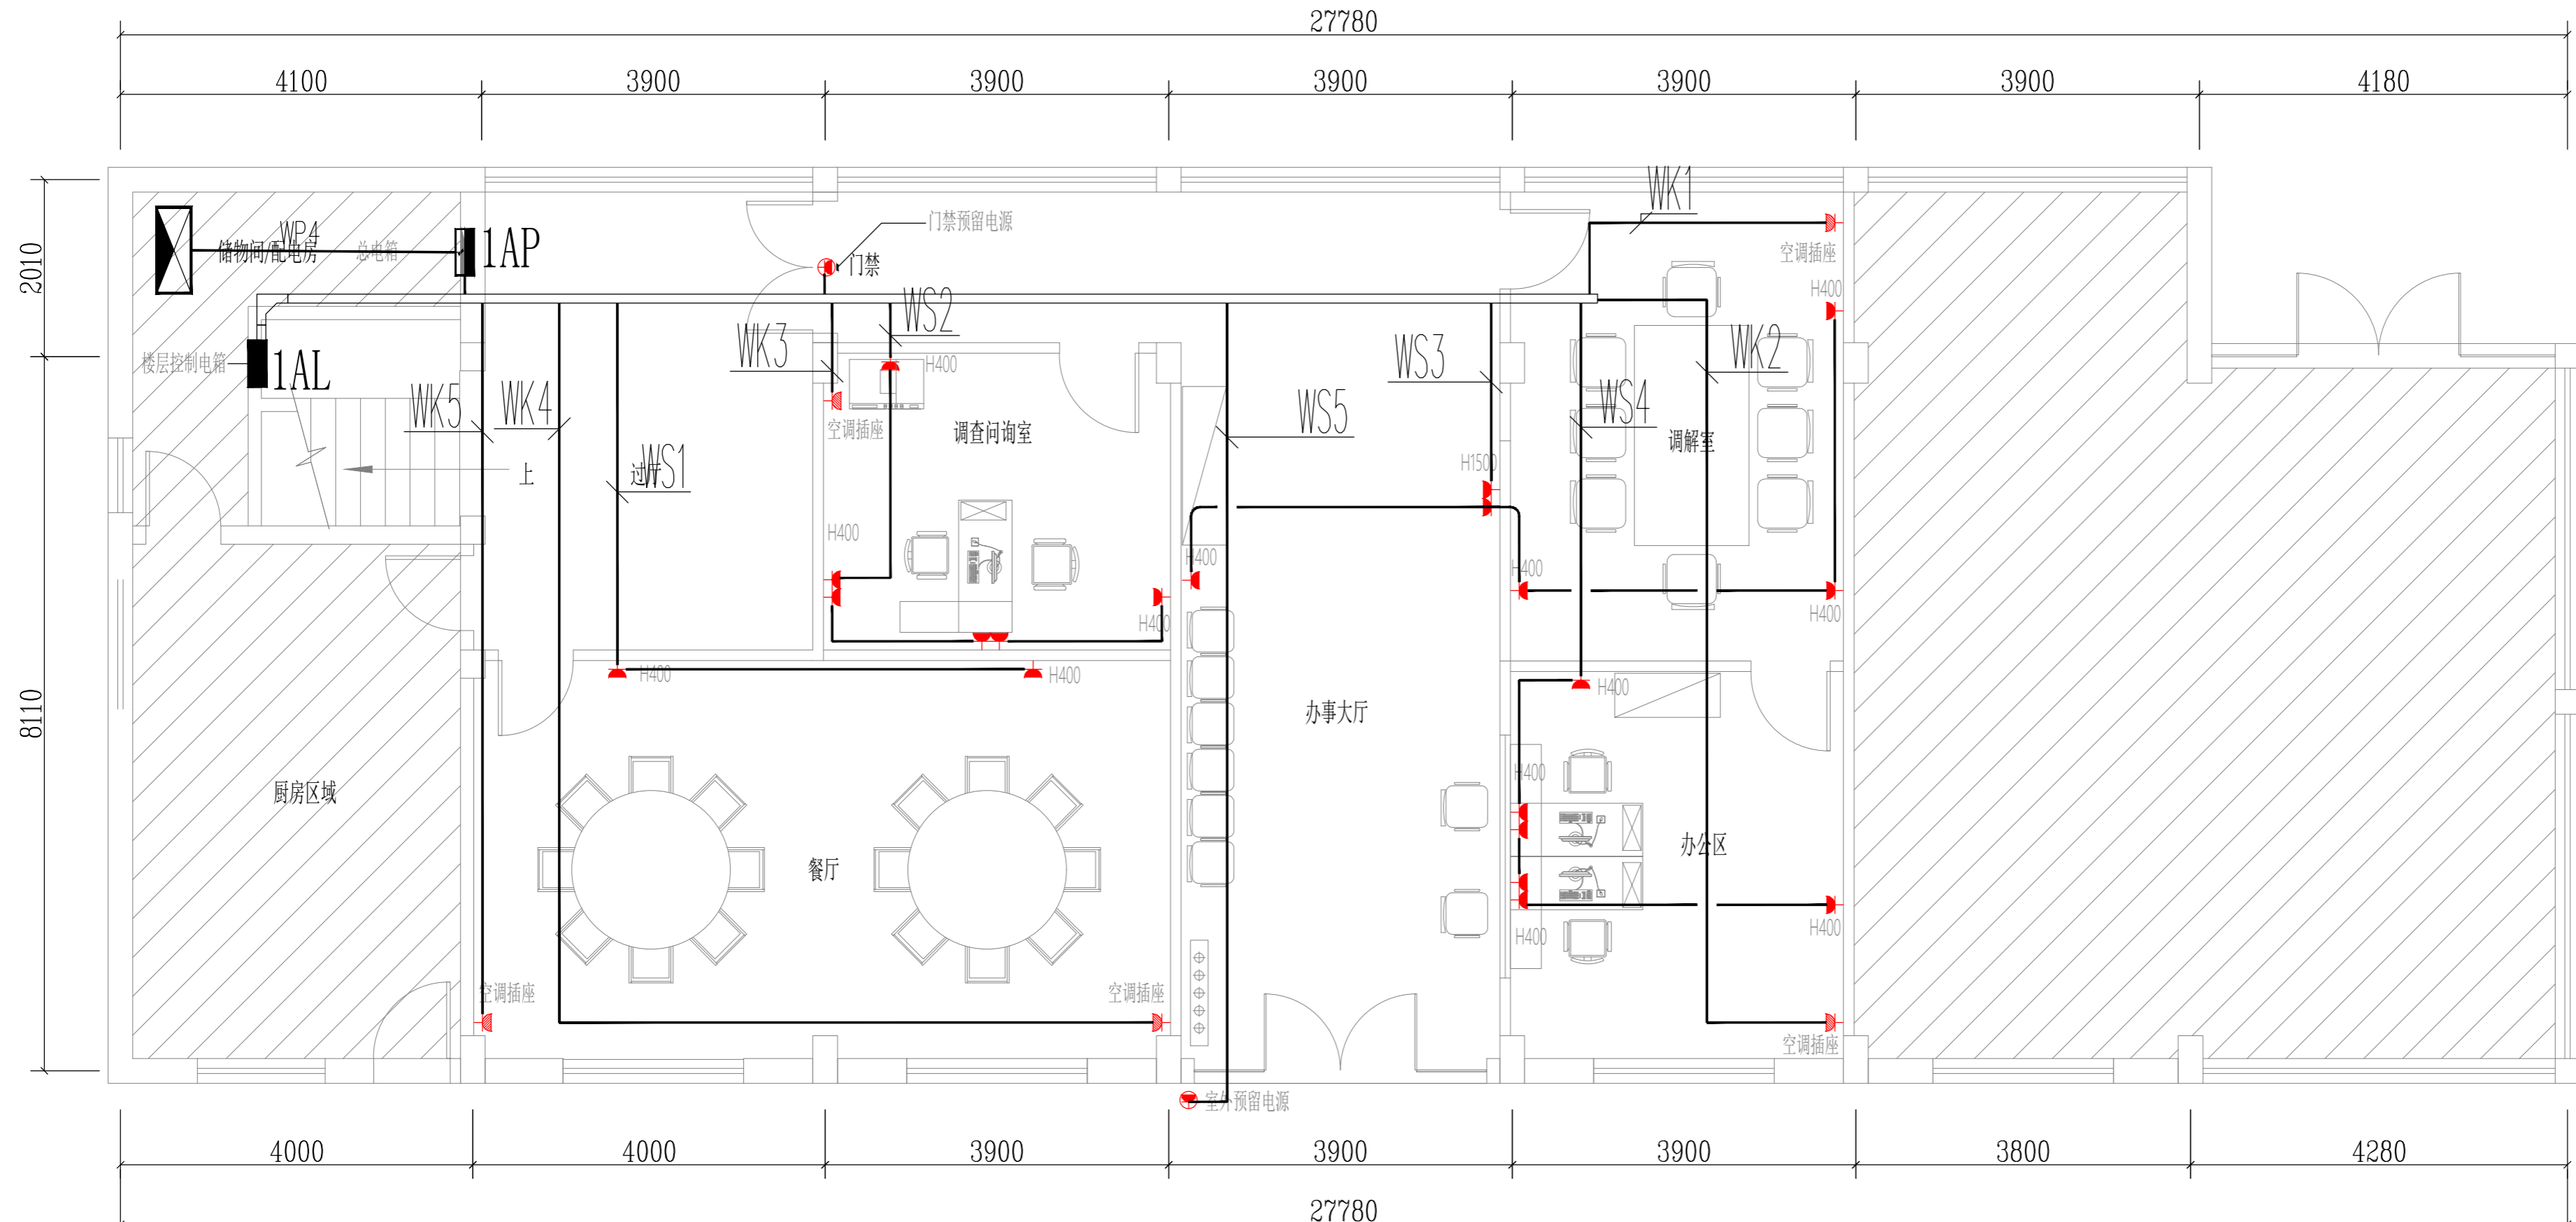 27780
4100
3900
3900
3900
3900
3900
4180
2010
8110
WK1
门禁预留电源
WP4
储物间/配电房
总电箱
1AP
门禁
空调插座
H400
WS2
WK3
H400
WS3
WK2
楼层控制电箱
1AL
WK5
WK4
WS5
WS4
空调插座
调查问询室
调解室
上
过厅
WS1
H1500
H400
H400
H400
H400
H400
H400
H400
H400
H400
办事大厅
H400
厨房区域
餐厅
办公区
H400
H400
空调插座
空调插座
空调插座
室外预留电源
4000
4000
3900
3900
3900
3800
4280
27780